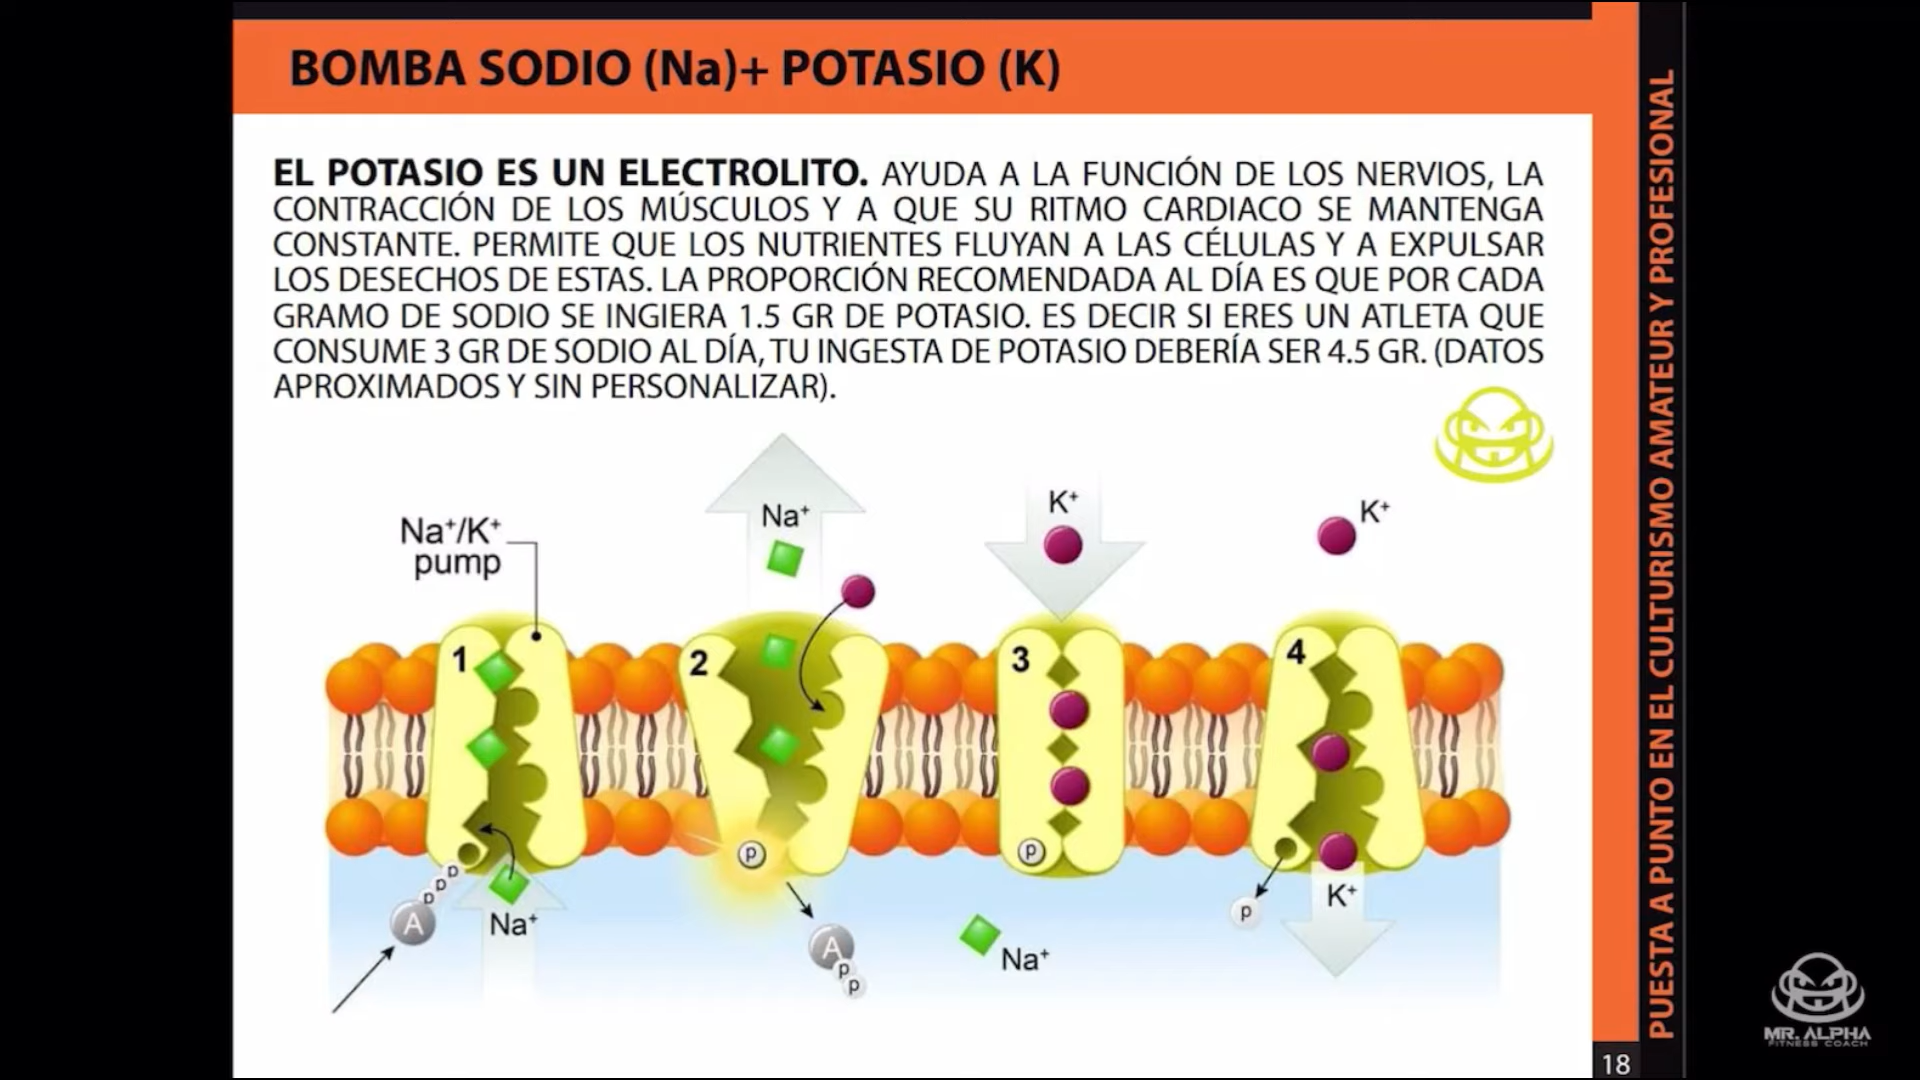 BOMBA SODIO (Na)+ POTASIO (K)
EL POTASIO ES UN ELECTROLITO. AYUDA A LA FUNCIÓN DE LOS NERVIOS, LA
CONTRACCIÓN DE LOS MÚSCULOS Y A QUE SU RITMO CARDIACO SE MANTENGA
CONSTANTE. PERMITE QUE LOS NUTRIENTES FLUYAN A LAS CÉLULAS Y A EXPULSAR
LOS DESECHOS DE ESTAS. LA PROPORCIÓN RECOMENDADA AL DÍA ES QUE POR CADA
GRAMO DE SODIO SE INGIERA 1.5 GR DE POTASIO. ES DECIR SI ERES UN ATLETA QUE
CONSUME 3 GR DE SODIO AL DÍA, TU INGESTA DE POTASIO DEBERÍA SER 4.5 GR. (DATOS
APROXIMADOS Y SIN PERSONALIZAR).
Na⁺/K⁺
pump
Na⁺
K⁺
K⁺
1
2
3
4
p
p
p
A
Na⁺
p
A
p
p
p
Na⁺
p
K⁺
PUESTA A PUNTO EN EL CULTURISMO AMATEUR Y PROFESIONAL
MR. ALPHA
FITNESS COACH
18